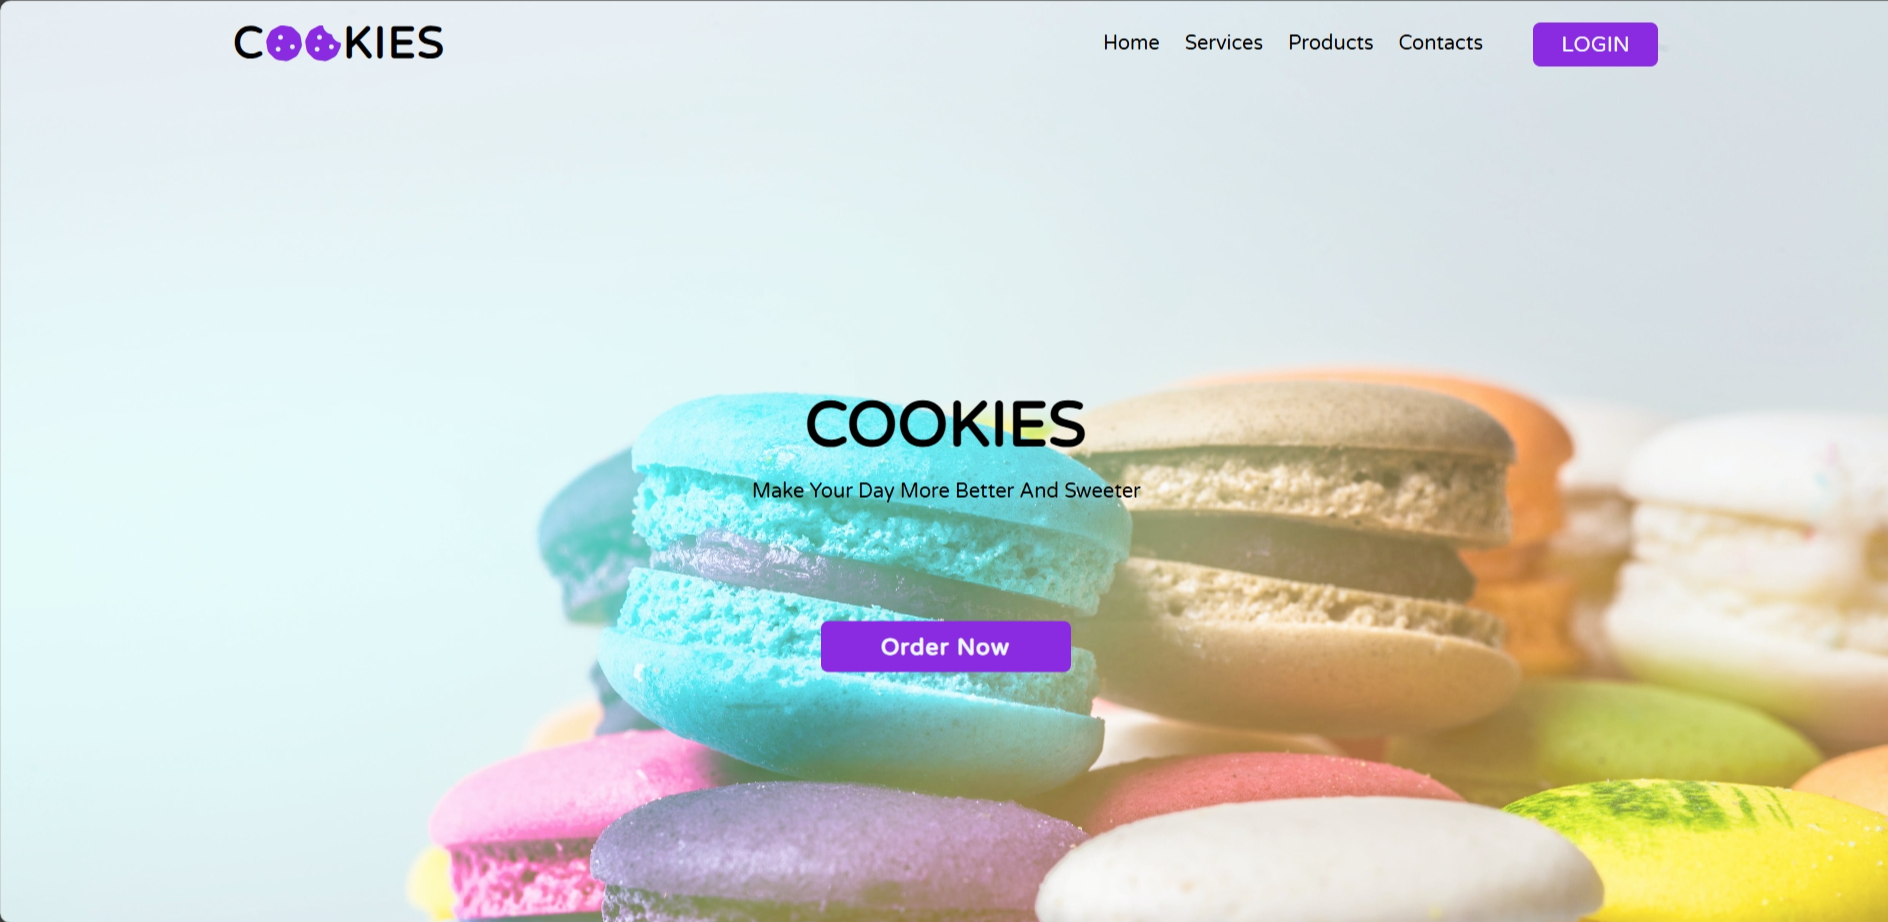 COOKIES
Home Services Products Contacts LOGIN
COOKIES
Make Your Day More Better And Sweeter
Order Now